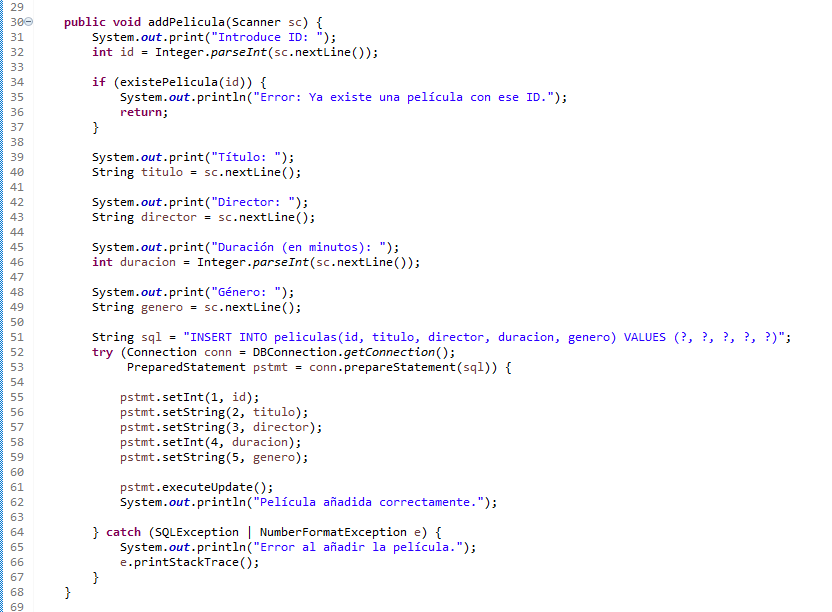 29
30 public void addPelicula(Scanner sc) {
31 System.out.print("Introduce ID: ");
32 int id = Integer.parseInt(sc.nextLine());
33
34 if (existePelicula(id)) {
35 System.out.println("Error: Ya existe una película con ese ID.");
36 return;
37 }
38
39 System.out.print("Título: ");
40 String titulo = sc.nextLine();
41
42 System.out.print("Director: ");
43 String director = sc.nextLine();
44
45 System.out.print("Duración (en minutos): ");
46 int duracion = Integer.parseInt(sc.nextLine());
47
48 System.out.print("Género: ");
49 String genero = sc.nextLine();
50
51 String sql = "INSERT INTO peliculas(id, titulo, director, duracion, genero) VALUES (?, ?, ?, ?, ?)";
52 try (Connection conn = DBConnection.getConnection();
53 PreparedStatement pstmt = conn.prepareStatement(sql)) {
54
55 pstmt.setInt(1, id);
56 pstmt.setString(2, titulo);
57 pstmt.setString(3, director);
58 pstmt.setInt(4, duracion);
59 pstmt.setString(5, genero);
60
61 pstmt.executeUpdate();
62 System.out.println("Película añadida correctamente.");
63
64 } catch (SQLException | NumberFormatException e) {
65 System.out.println("Error al añadir la película.");
66 e.printStackTrace();
67 }
68 }
69